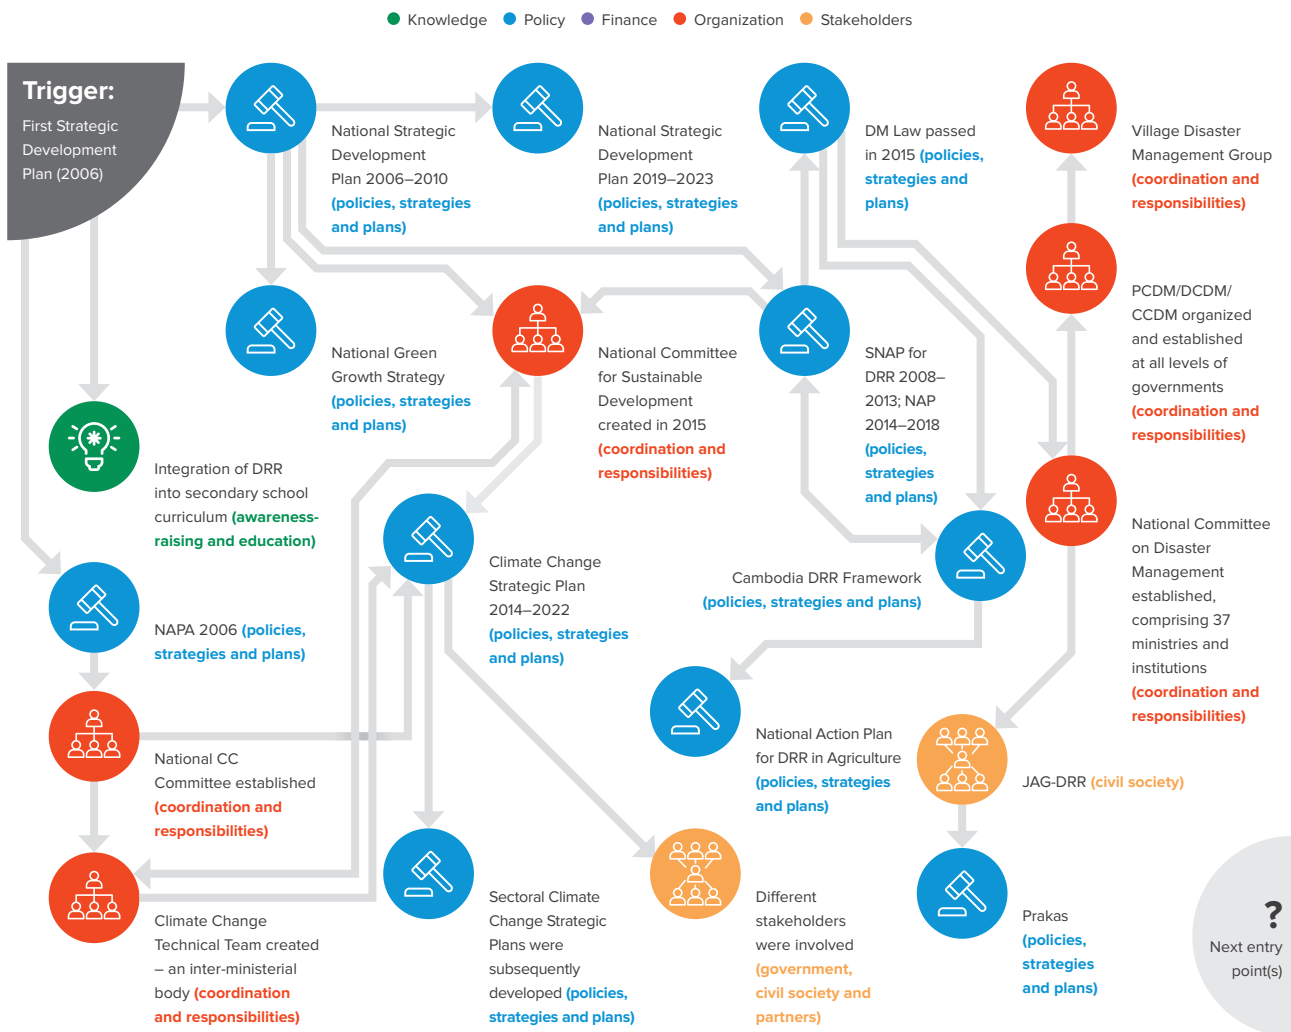 Knowledge Policy Finance Organization Stakeholders
Trigger:
First Strategic
Development
Plan (2006)
National Strategic
Development
Plan 2006–2010
(policies, strategies
and plans)
National Strategic
Development
Plan 2019–2023
(policies, strategies
and plans)
DM Law passed
in 2015 (policies,
strategies and
plans)
Village Disaster
Management Group
(coordination and
responsibilities)
PCDM/DCDM/
CCDM organized
and established
at all levels of
governments
(coordination and
responsibilities)
National Green
Growth Strategy
(policies, strategies
and plans)
National Committee
for Sustainable
Development
created in 2015
(coordination and
responsibilities)
SNAP for
DRR 2008–
2013; NAP
2014–2018
(policies,
strategies
and plans)
Integration of DRR
into secondary school
curriculum (awareness-
raising and education)
National Committee
on Disaster
Management
established,
comprising 37
ministries and
institutions
(coordination and
responsibilities)
Climate Change
Strategic Plan
2014–2022
(policies, strategies
and plans)
Cambodia DRR Framework
(policies, strategies and plans)
NAPA 2006 (policies,
strategies and plans)
National Action Plan
for DRR in Agriculture
(policies, strategies
and plans)
National CC
Committee established
(coordination and
responsibilities)
JAG-DRR (civil society)
Climate Change
Technical Team created
– an inter-ministerial
body (coordination
and responsibilities)
Sectoral Climate
Change Strategic
Plans were
subsequently
developed (policies,
strategies and plans)
Different
stakeholders
were involved
(government,
civil society and
partners)
Prakas
(policies,
strategies
and plans)
?
Next entry
point(s)